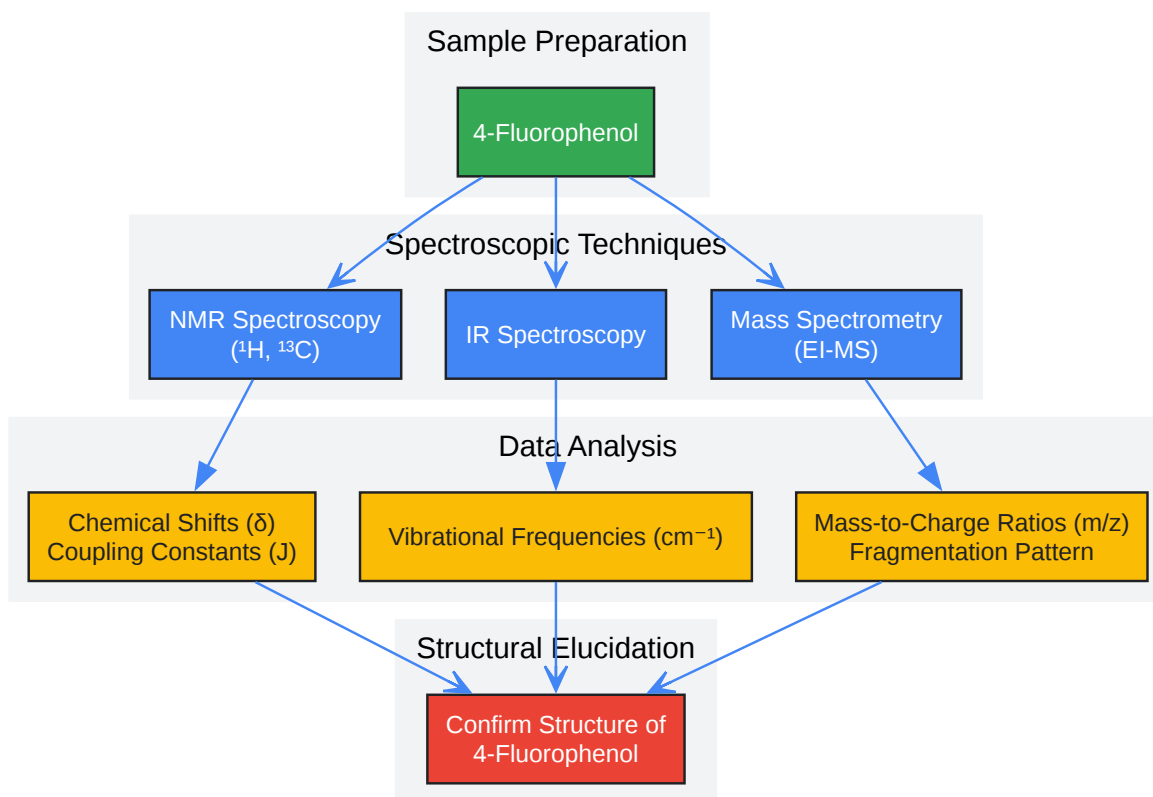 Sample Preparation
4-Fluorophenol
Spectroscopic Techniques
NMR Spectroscopy
(¹H, ¹³C)
IR Spectroscopy
Mass Spectrometry
(EI-MS)
Data Analysis
Chemical Shifts (δ)
Coupling Constants (J)
Vibrational Frequencies (cm⁻¹)
Mass-to-Charge Ratios (m/z)
Fragmentation Pattern
Structural Elucidation
Confirm Structure of
4-Fluorophenol